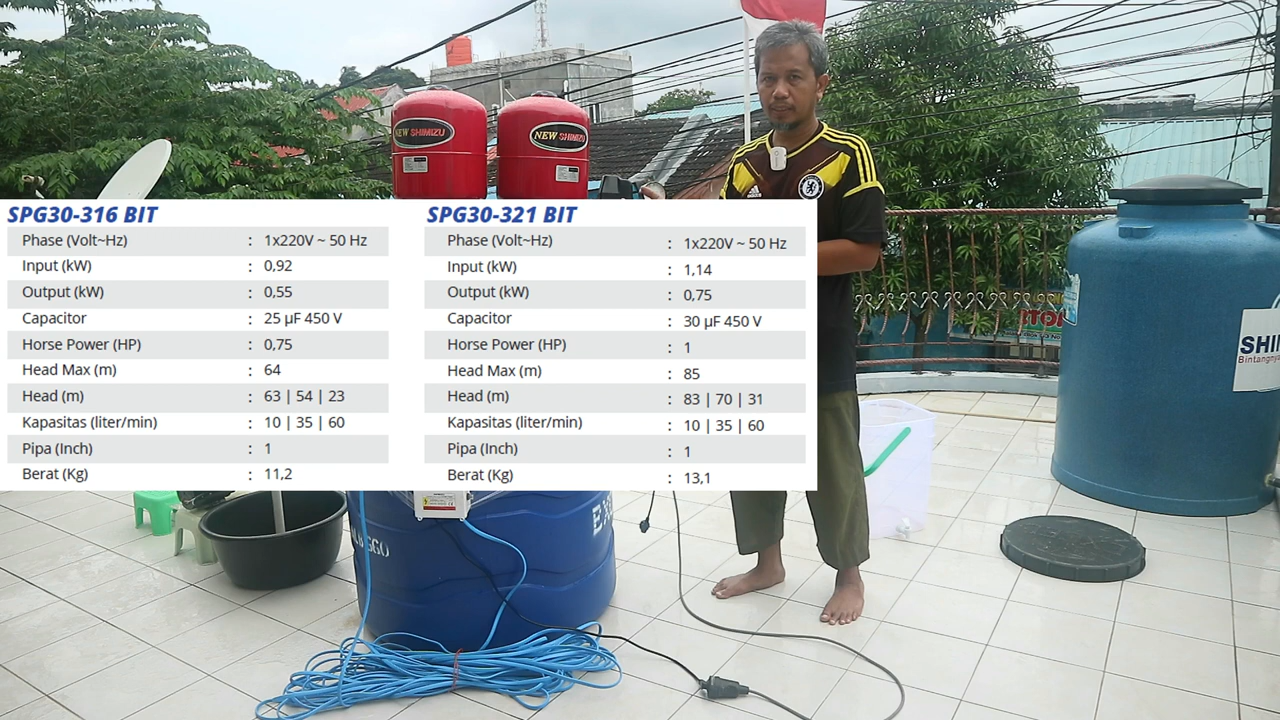 NEW SHIMIZU
NEW SHIMIZU
SPG30-316 BIT
Phase (Volt~Hz) : 1x220V ~ 50 Hz
Input (kW) : 0,92
Output (kW) : 0,55
Capacitor : 25 µF 450 V
Horse Power (HP) : 0,75
Head Max (m) : 64
Head (m) : 63 | 54 | 23
Kapasitas (liter/min) : 10 | 35 | 60
Pipa (Inch) : 1
Berat (Kg) : 11,2
SPG30-321 BIT
Phase (Volt~Hz) : 1x220V ~ 50 Hz
Input (kW) : 1,14
Output (kW) : 0,75
Capacitor : 30 µF 450 V
Horse Power (HP) : 1
Head Max (m) : 85
Head (m) : 83 | 70 | 31
Kapasitas (liter/min) : 10 | 35 | 60
Pipa (Inch) : 1
Berat (Kg) : 13,1
adidas
SHI